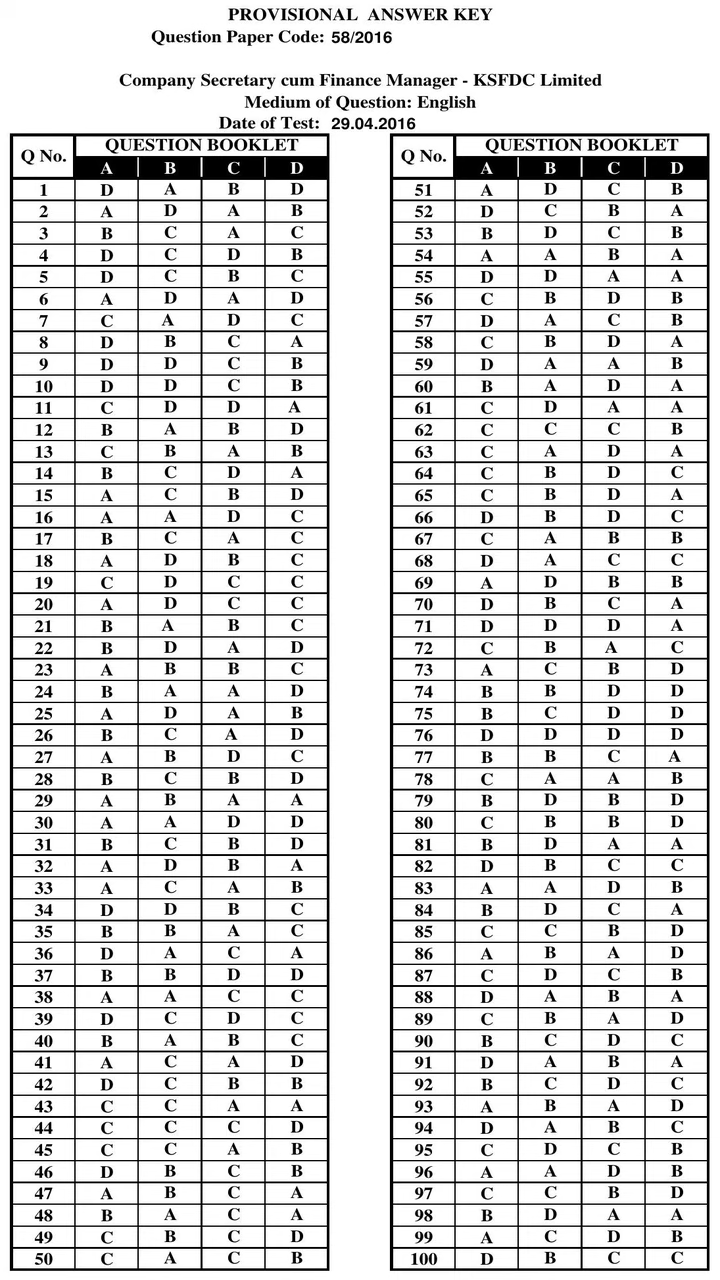 PROVISIONAL ANSWER KEY
Question Paper Code: 58/2016
Company Secretary cum Finance Manager - KSFDC Limited
Medium of Question: English
Date of Test: 29.04.2016
Q No. QUESTION BOOKLET
A B C D
1 D A B D
2 A D A B
3 B C A C
4 D C D B
5 D C B C
6 A D A D
7 C A D C
8 D B C A
9 D D C B
10 D D C B
11 C D D A
12 B A B D
13 C B A B
14 B C D A
15 A C B D
16 A A D C
17 B C A C
18 A D B C
19 C D C C
20 A D C C
21 B A B C
22 B D A D
23 A B B C
24 B A A D
25 A D A B
26 B C A D
27 A B D C
28 B C B D
29 A B A A
30 A A D D
31 B C B D
32 A D B A
33 A C A B
34 D D B C
35 B B A C
36 D A C A
37 B B D D
38 A A C C
39 D C D C
40 B A B C
41 A C A D
42 D C B B
43 C C A A
44 C C C D
45 C C A B
46 D B C B
47 A B C A
48 B A C A
49 C B C D
50 C A C B
Q No. QUESTION BOOKLET
A B C D
51 A D C B
52 D C B A
53 B D C B
54 A A B A
55 D D A A
56 C B D B
57 D A C B
58 C B D A
59 D A A B
60 B A D A
61 C D A A
62 C C C B
63 C A D A
64 C B D C
65 C B D A
66 D B D C
67 C A B B
68 D A C C
69 A D B B
70 D B C A
71 D D D A
72 C B A C
73 A C B D
74 B B D D
75 B C D D
76 D D D D
77 B B C A
78 C A A B
79 B D B D
80 C B B D
81 B D A A
82 D B C C
83 A A D B
84 B D C A
85 C C B D
86 A B A D
87 C D C B
88 D A B A
89 C B A D
90 B C D C
91 D A B A
92 B C D C
93 A B A D
94 D A B C
95 C D C B
96 A A D B
97 C C B D
98 B D A A
99 A C D B
100 D B C C